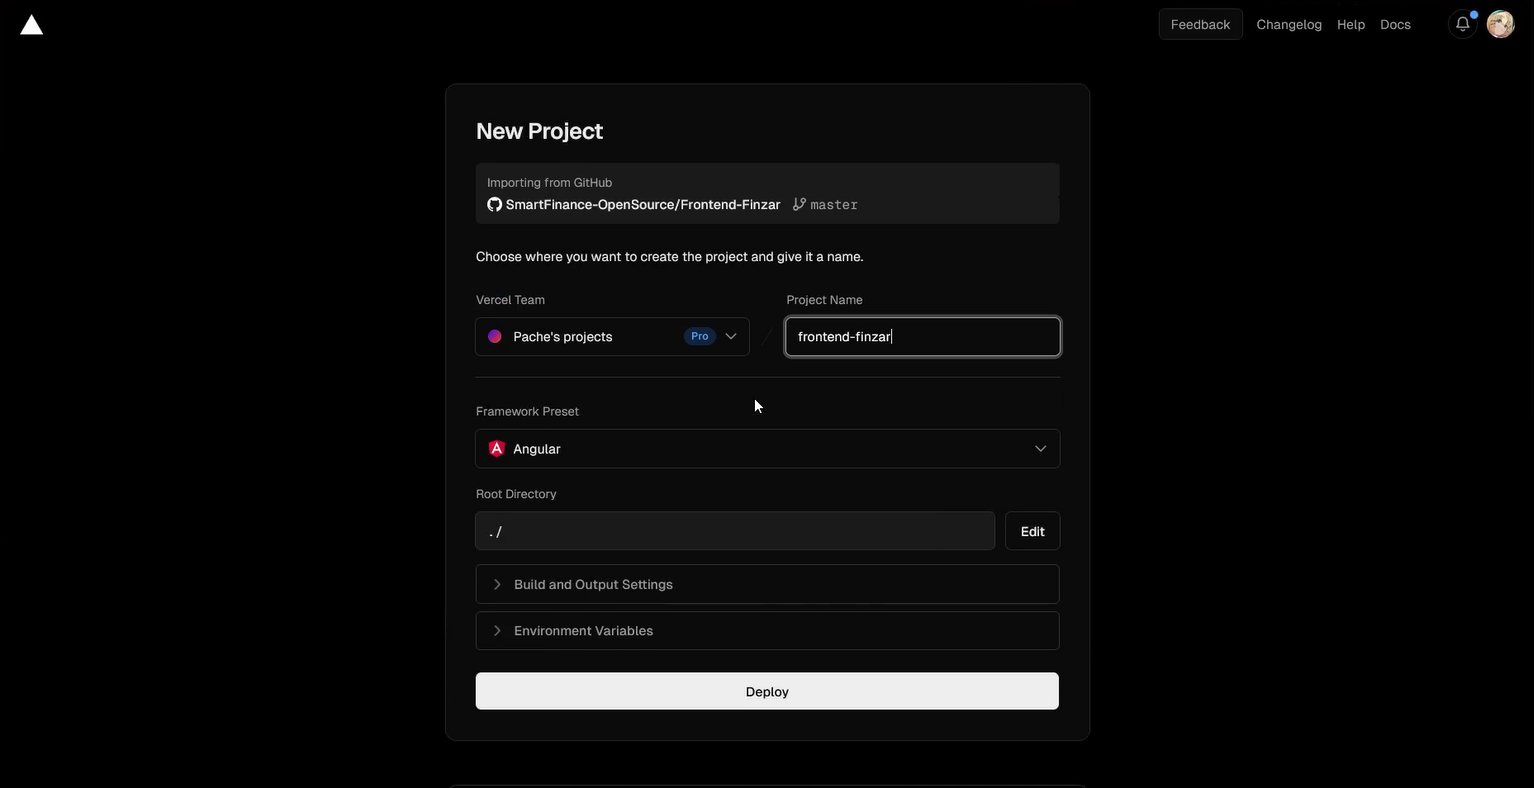 Feedback Changelog Help Docs
New Project
Importing from GitHub
SmartFinance-OpenSource/Frontend-Finzar master
Choose where you want to create the project and give it a name.
Vercel Team Project Name
Pache's projects Pro / frontend-finzar
Framework Preset
Angular
Root Directory
./ Edit
Build and Output Settings
Environment Variables
Deploy